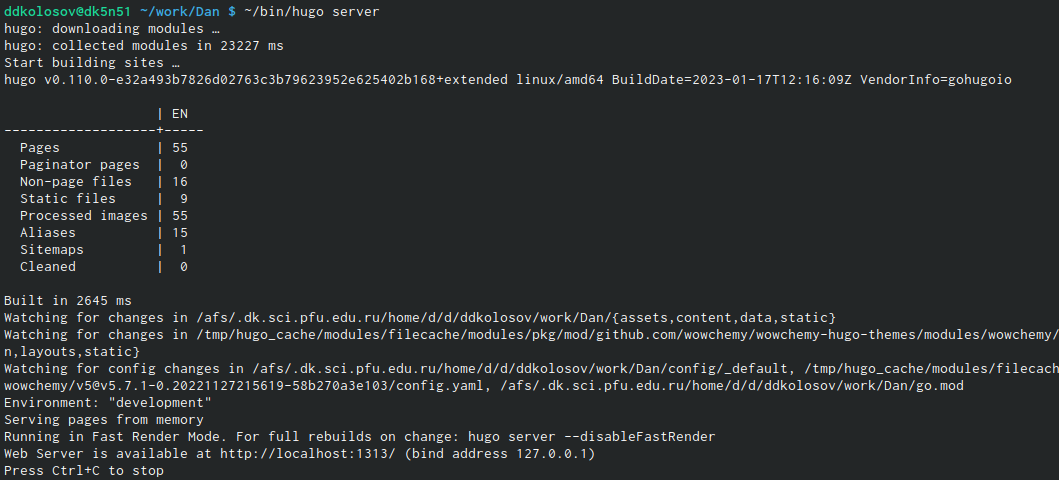 ddkolosov@dk5n51 ~/work/Dan $ ~/bin/hugo server
hugo: downloading modules …
hugo: collected modules in 23227 ms
Start building sites …
hugo v0.110.0-e32a493b7826d02763c3b79623952e625402b168+extended linux/amd64 BuildDate=2023-01-17T12:16:09Z VendorInfo=gohugoio
                   | EN
-------------------+-----
  Pages            | 55
  Paginator pages  |  0
  Non-page files   | 16
  Static files     |  9
  Processed images | 55
  Aliases          | 15
  Sitemaps         |  1
  Cleaned          |  0
Built in 2645 ms
Watching for changes in /afs/.dk.sci.pfu.edu.ru/home/d/d/ddkolosov/work/Dan/{assets,content,data,static}
Watching for changes in /tmp/hugo_cache/modules/filecache/modules/pkg/mod/github.com/wowchemy/wowchemy-hugo-themes/modules/wowchemy/
n,layouts,static}
Watching for config changes in /afs/.dk.sci.pfu.edu.ru/home/d/d/ddkolosov/work/Dan/config/_default, /tmp/hugo_cache/modules/filecach
wowchemy/v5@v5.7.1-0.20221127215619-58b270a3e103/config.yaml, /afs/.dk.sci.pfu.edu.ru/home/d/d/ddkolosov/work/Dan/go.mod
Environment: "development"
Serving pages from memory
Running in Fast Render Mode. For full rebuilds on change: hugo server --disableFastRender
Web Server is available at http://localhost:1313/ (bind address 127.0.0.1)
Press Ctrl+C to stop